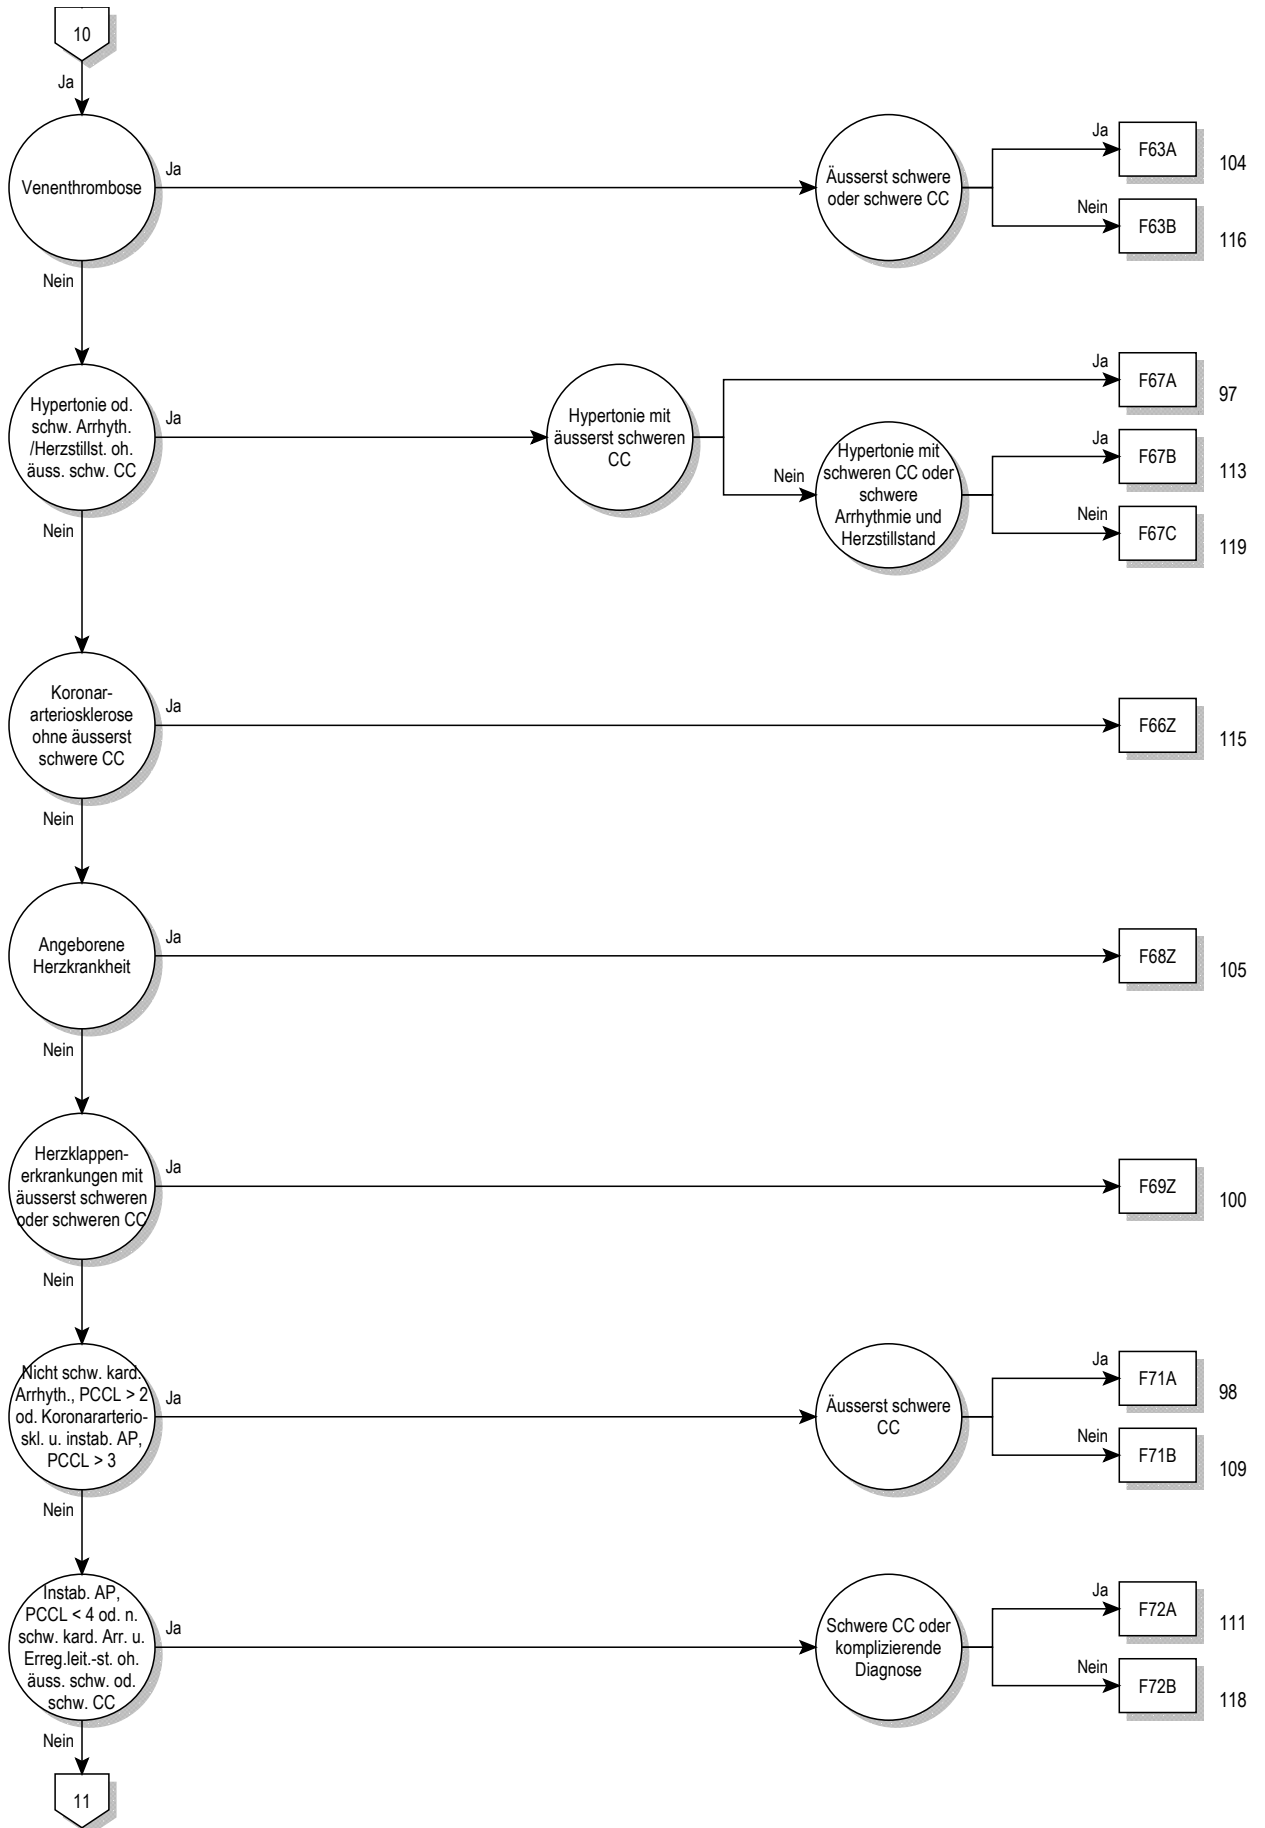 10
Ja
Venenthrombose
Ja
Äusserst schwere
oder schwere CC
Ja
F63A
104
Nein
F63B
116
Nein
Hypertonie od.
schw. Arrhyth.
/Herzstillst. oh.
äuss. schw. CC
Ja
Hypertonie mit
äusserst schweren
CC
Ja
F67A
97
Nein
Hypertonie mit
schweren CC oder
schwere
Arrhythmie und
Herzstillstand
Ja
F67B
113
Nein
F67C
119
Nein
Koronar-
arteriosklerose
ohne äusserst
schwere CC
Ja
F66Z
115
Nein
Angeborene
Herzkrankheit
Ja
F68Z
105
Nein
Herzklappen-
erkrankungen mit
äusserst schweren
oder schweren CC
Ja
F69Z
100
Nein
Nicht schw. kard.
Arrhyth., PCCL > 2
od. Koronararterio-
skl. u. instab. AP,
PCCL > 3
Ja
Äusserst schwere
CC
Ja
F71A
98
Nein
F71B
109
Nein
Instab. AP,
PCCL < 4 od. n.
schw. kard. Arr. u.
Erreg.leit.-st. oh.
äuss. schw. od.
schw. CC
Ja
Schwere CC oder
komplizierende
Diagnose
Ja
F72A
111
Nein
F72B
118
Nein
11